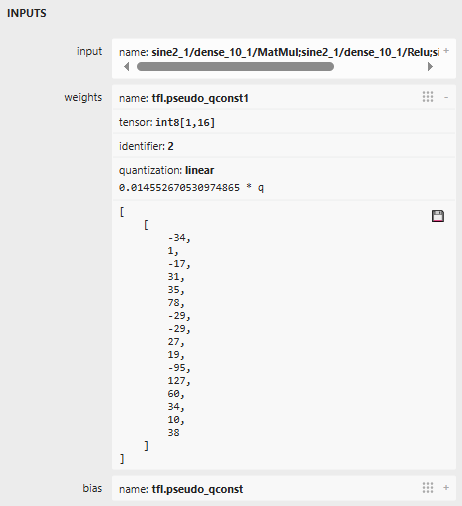 INPUTS
input name: sine2_1/dense_10_1/MatMul;sine2_1/dense_10_1/Relu; +
weights name: tfl.pseudo_qconst1 -
tensor: int8[1,16]
identifier: 2
quantization: linear
0.014552670530974865 * q
[
[
-34,
1,
-17,
31,
35,
78,
-29,
-29,
27,
19,
-95,
127,
60,
34,
10,
38
]
]
bias name: tfl.pseudo_qconst +